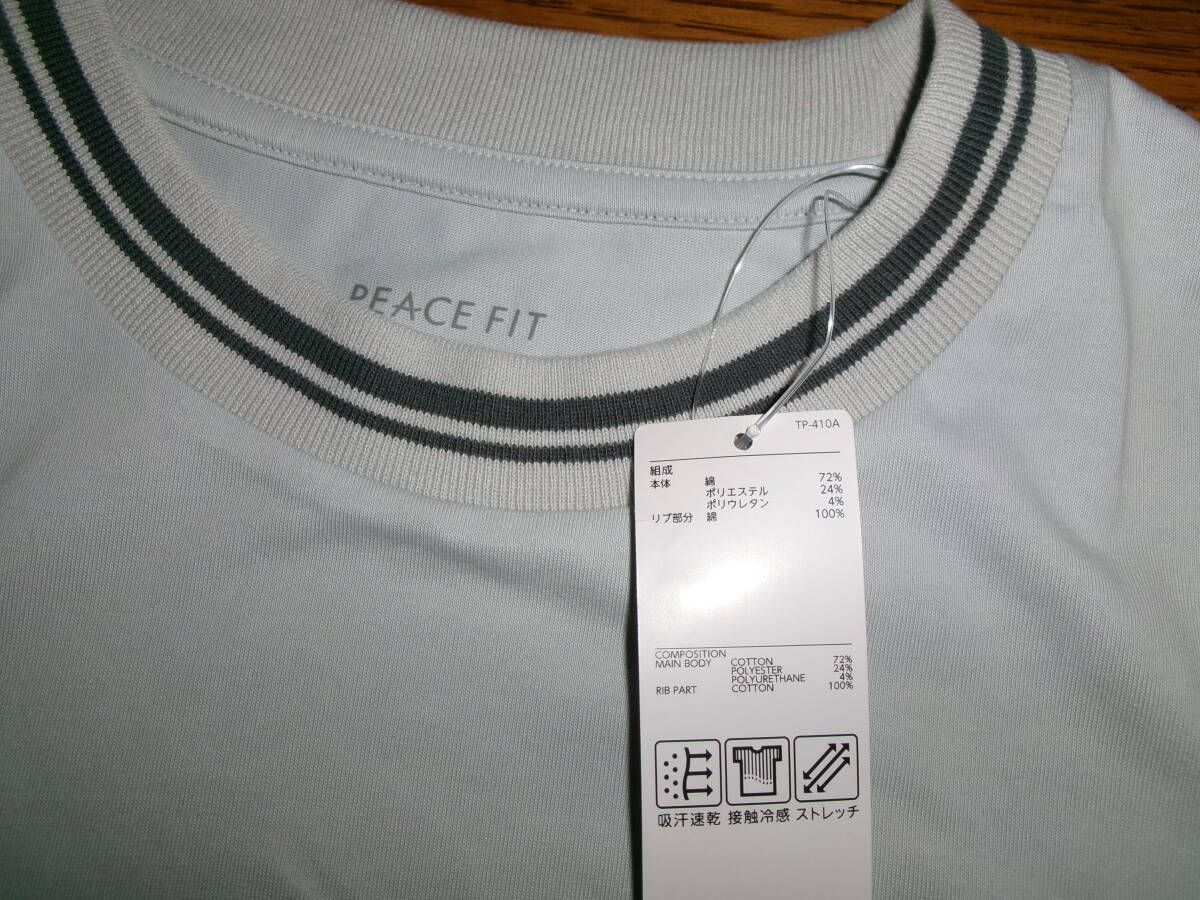 PEACE FIT
TP-410A
組成
本体 綿 72%
ポリエステル 24%
ポリウレタン 4%
リブ部分 綿 100%
COMPOSITION
MAIN BODY COTTON 72%
POLYESTER 24%
POLYURETHANE 4%
RIB PART COTTON 100%
吸汗速乾 接触冷感 ストレッチ